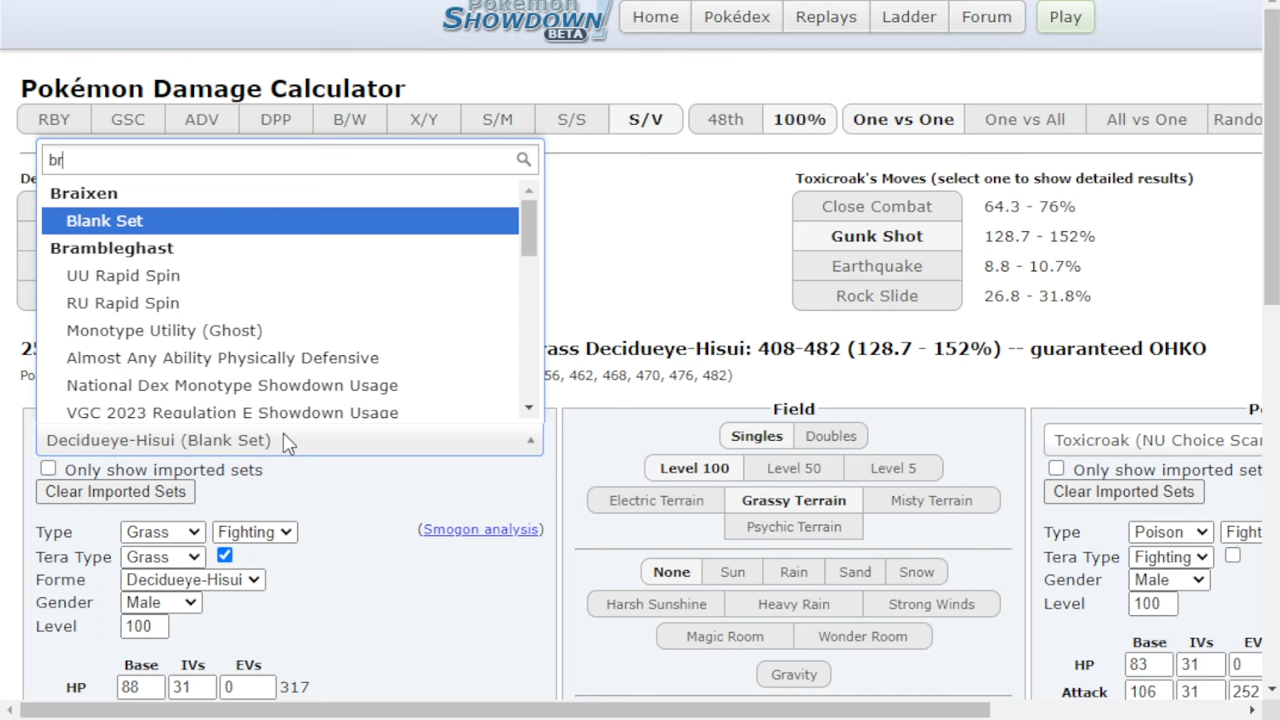 Pokémon
SHOWDOWN
BETA
Home Pokédex Replays Ladder Forum Play
Pokémon Damage Calculator
RBY GSC ADV DPP B/W X/Y S/M S/S S/V 48th 100% One vs One One vs All All vs One Rando
br
De
Toxicroak's Moves (select one to show detailed results)
Braixen
Blank Set
Brambleghast
UU Rapid Spin
RU Rapid Spin
Monotype Utility (Ghost)
Almost Any Ability Physically Defensive
National Dex Monotype Showdown Usage
VGC 2023 Regulation E Showdown Usage
Close Combat 64.3 - 76%
Gunk Shot 128.7 - 152%
Earthquake 8.8 - 10.7%
Rock Slide 26.8 - 31.8%
25 rass Decidueye-Hisui: 408-482 (128.7 - 152%) -- guaranteed OHKO
Po 56, 462, 468, 470, 476, 482)
Decidueye-Hisui (Blank Set)
Only show imported sets
Clear Imported Sets
Type Grass Fighting (Smogon analysis)
Tera Type Grass
Forme Decidueye-Hisui
Gender Male
Level 100
Base IVs EVs
HP 88 31 0 317
Field
Singles Doubles
Level 100 Level 50 Level 5
Electric Terrain Grassy Terrain Misty Terrain
Psychic Terrain
None Sun Rain Sand Snow
Harsh Sunshine Heavy Rain Strong Winds
Magic Room Wonder Room
Gravity
Po
Toxicroak (NU Choice Scar
Only show imported set
Clear Imported Sets
Type Poison Fight
Tera Type Fighting
Gender Male
Level 100
Base IVs EV
HP 83 31 0
Attack 106 31 252